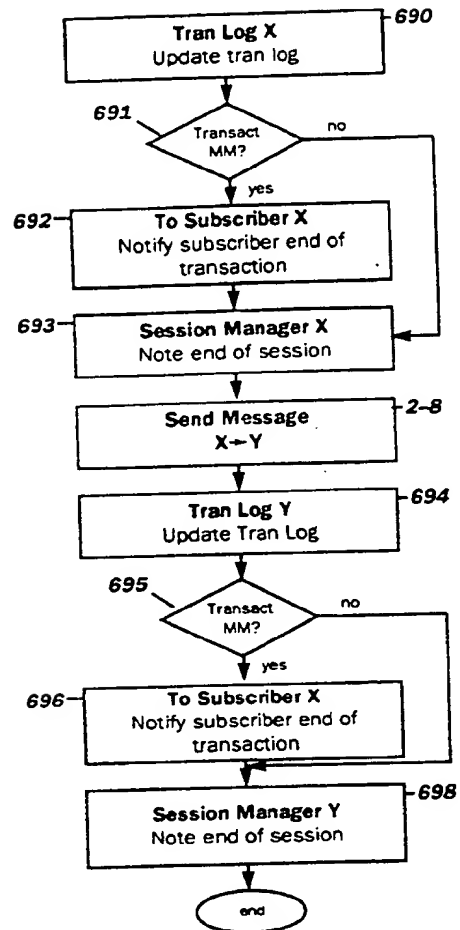 Tran Log X
Update tran log
690
691
Transact
MM?
no
yes
692
To Subscriber X
Notify subscriber end of
transaction
693
Session Manager X
Note end of session
Send Message
X→Y
2-8
Tran Log Y
Update Tran Log
694
695
Transact
MM?
no
yes
696
To Subscriber X
Notify subscriber end of
transaction
Session Manager Y
Note end of session
698
end